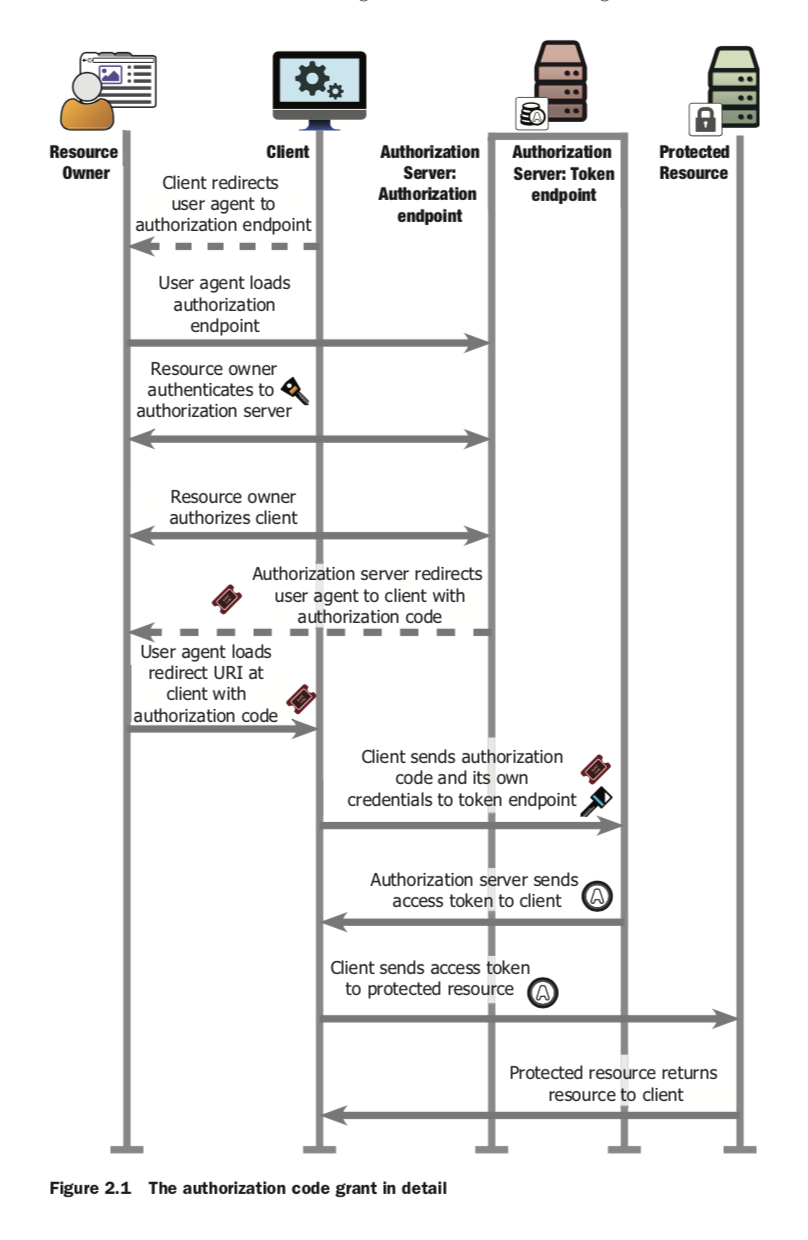 Resource
Owner
Client
Authorization
Server:
Authorization
endpoint
Authorization
Server: Token
endpoint
Protected
Resource
Client redirects
user agent to
authorization endpoint
User agent loads
authorization
endpoint
Resource owner
authenticates to
authorization server
Resource owner
authorizes client
Authorization server redirects
user agent to client with
authorization code
User agent loads
redirect URI at
client with
authorization code
Client sends authorization
code and its own
credentials to token endpoint
Authorization server sends
access token to client
A
Client sends access token
to protected resource
A
Protected resource returns
resource to client
Figure 2.1 The authorization code grant in detail